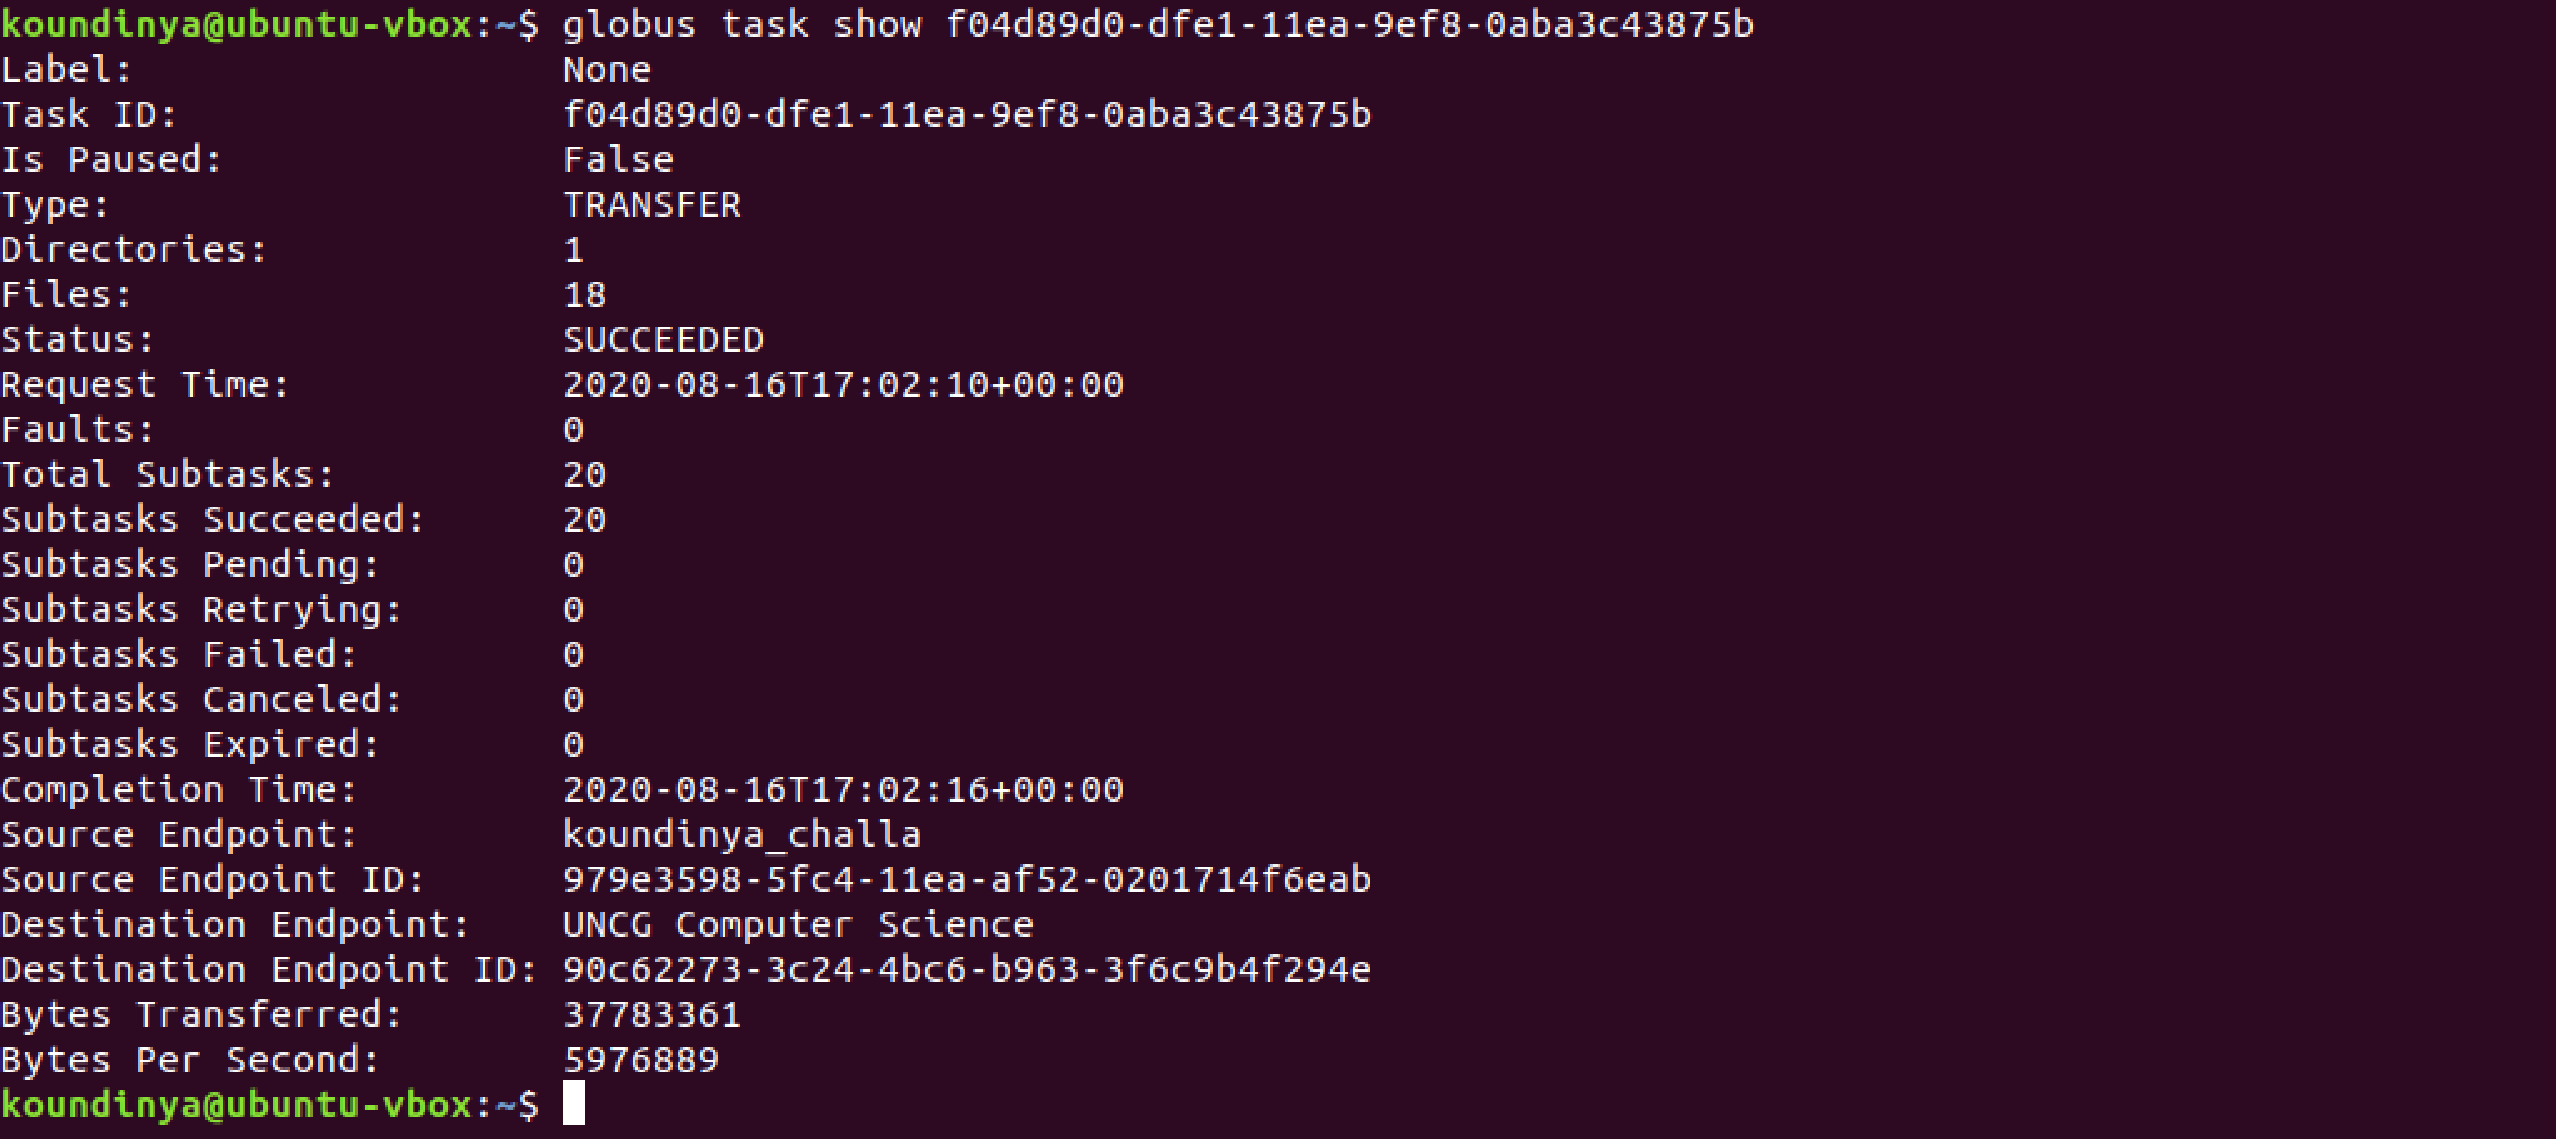 koundinya@ubuntu-vbox:~$ globus task show f04d89d0-dfe1-11ea-9ef8-0aba3c43875b
Label: None
Task ID: f04d89d0-dfe1-11ea-9ef8-0aba3c43875b
Is Paused: False
Type: TRANSFER
Directories: 1
Files: 18
Status: SUCCEEDED
Request Time: 2020-08-16T17:02:10+00:00
Faults: 0
Total Subtasks: 20
Subtasks Succeeded: 20
Subtasks Pending: 0
Subtasks Retrying: 0
Subtasks Failed: 0
Subtasks Canceled: 0
Subtasks Expired: 0
Completion Time: 2020-08-16T17:02:16+00:00
Source Endpoint: koundinya_challa
Source Endpoint ID: 979e3598-5fc4-11ea-af52-0201714f6eab
Destination Endpoint: UNCG Computer Science
Destination Endpoint ID: 90c62273-3c24-4bc6-b963-3f6c9b4f294e
Bytes Transferred: 37783361
Bytes Per Second: 5976889
koundinya@ubuntu-vbox:~$